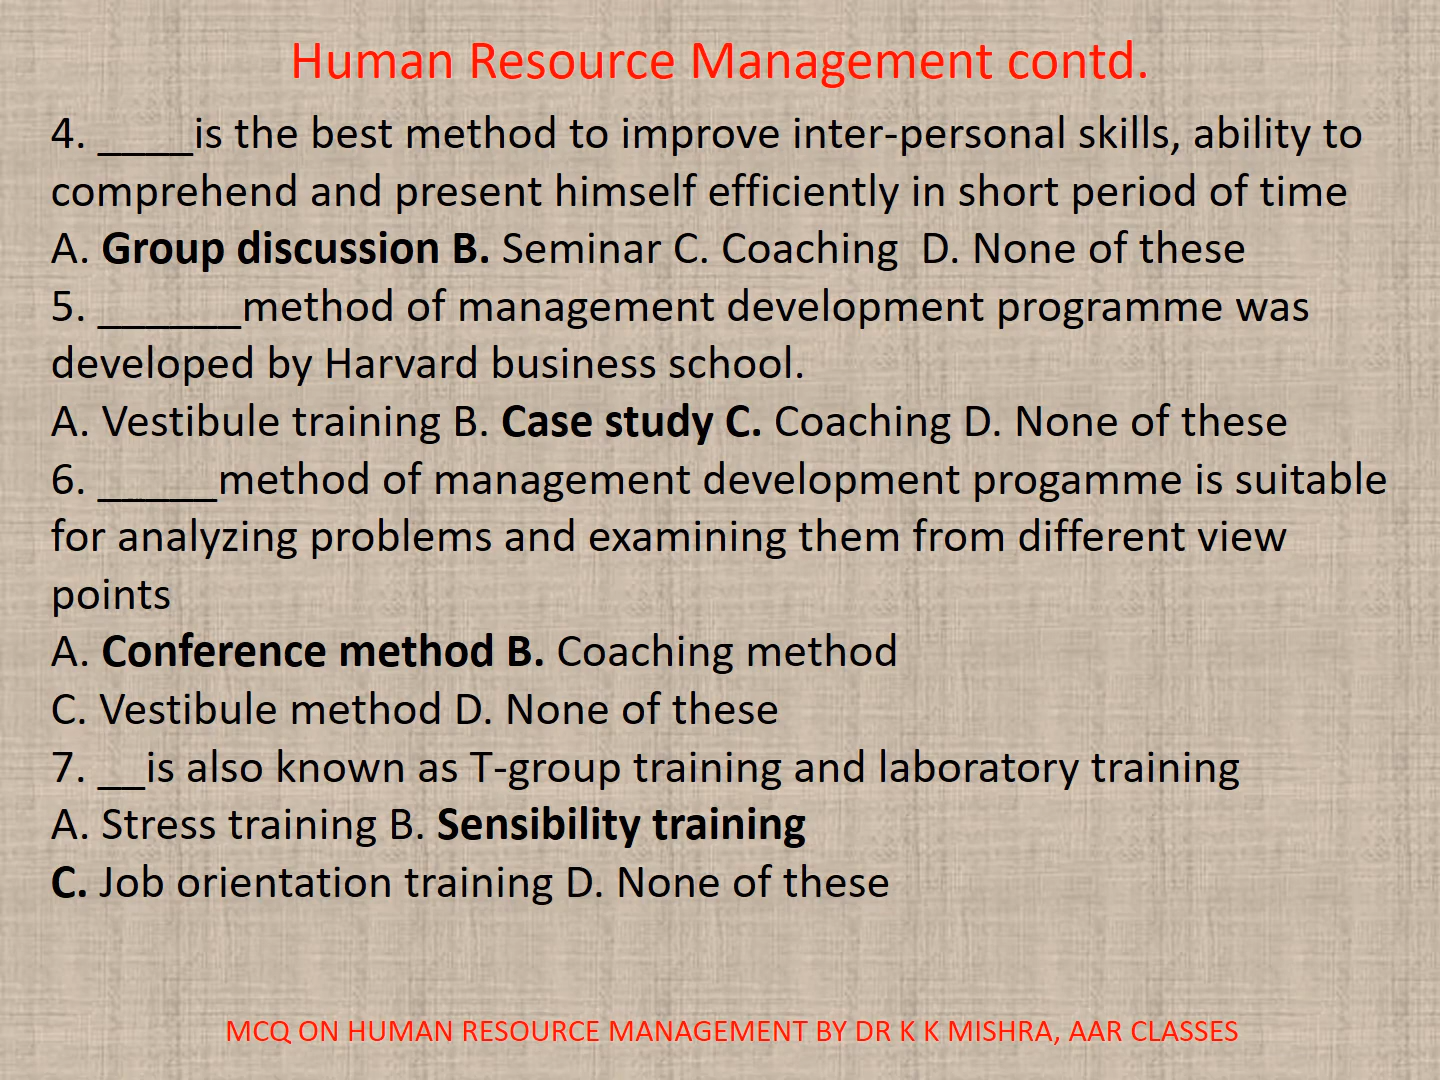 Human Resource Management contd.
4. ____is the best method to improve inter-personal skills, ability to
comprehend and present himself efficiently in short period of time
A. Group discussion B. Seminar C. Coaching  D. None of these
5. ______method of management development programme was
developed by Harvard business school.
A. Vestibule training B. Case study C. Coaching D. None of these
6. _____method of management development progamme is suitable
for analyzing problems and examining them from different view
points
A. Conference method B. Coaching method
C. Vestibule method D. None of these
7. __is also known as T-group training and laboratory training
A. Stress training B. Sensibility training
C. Job orientation training D. None of these
MCQ ON HUMAN RESOURCE MANAGEMENT BY DR K K MISHRA, AAR CLASSES